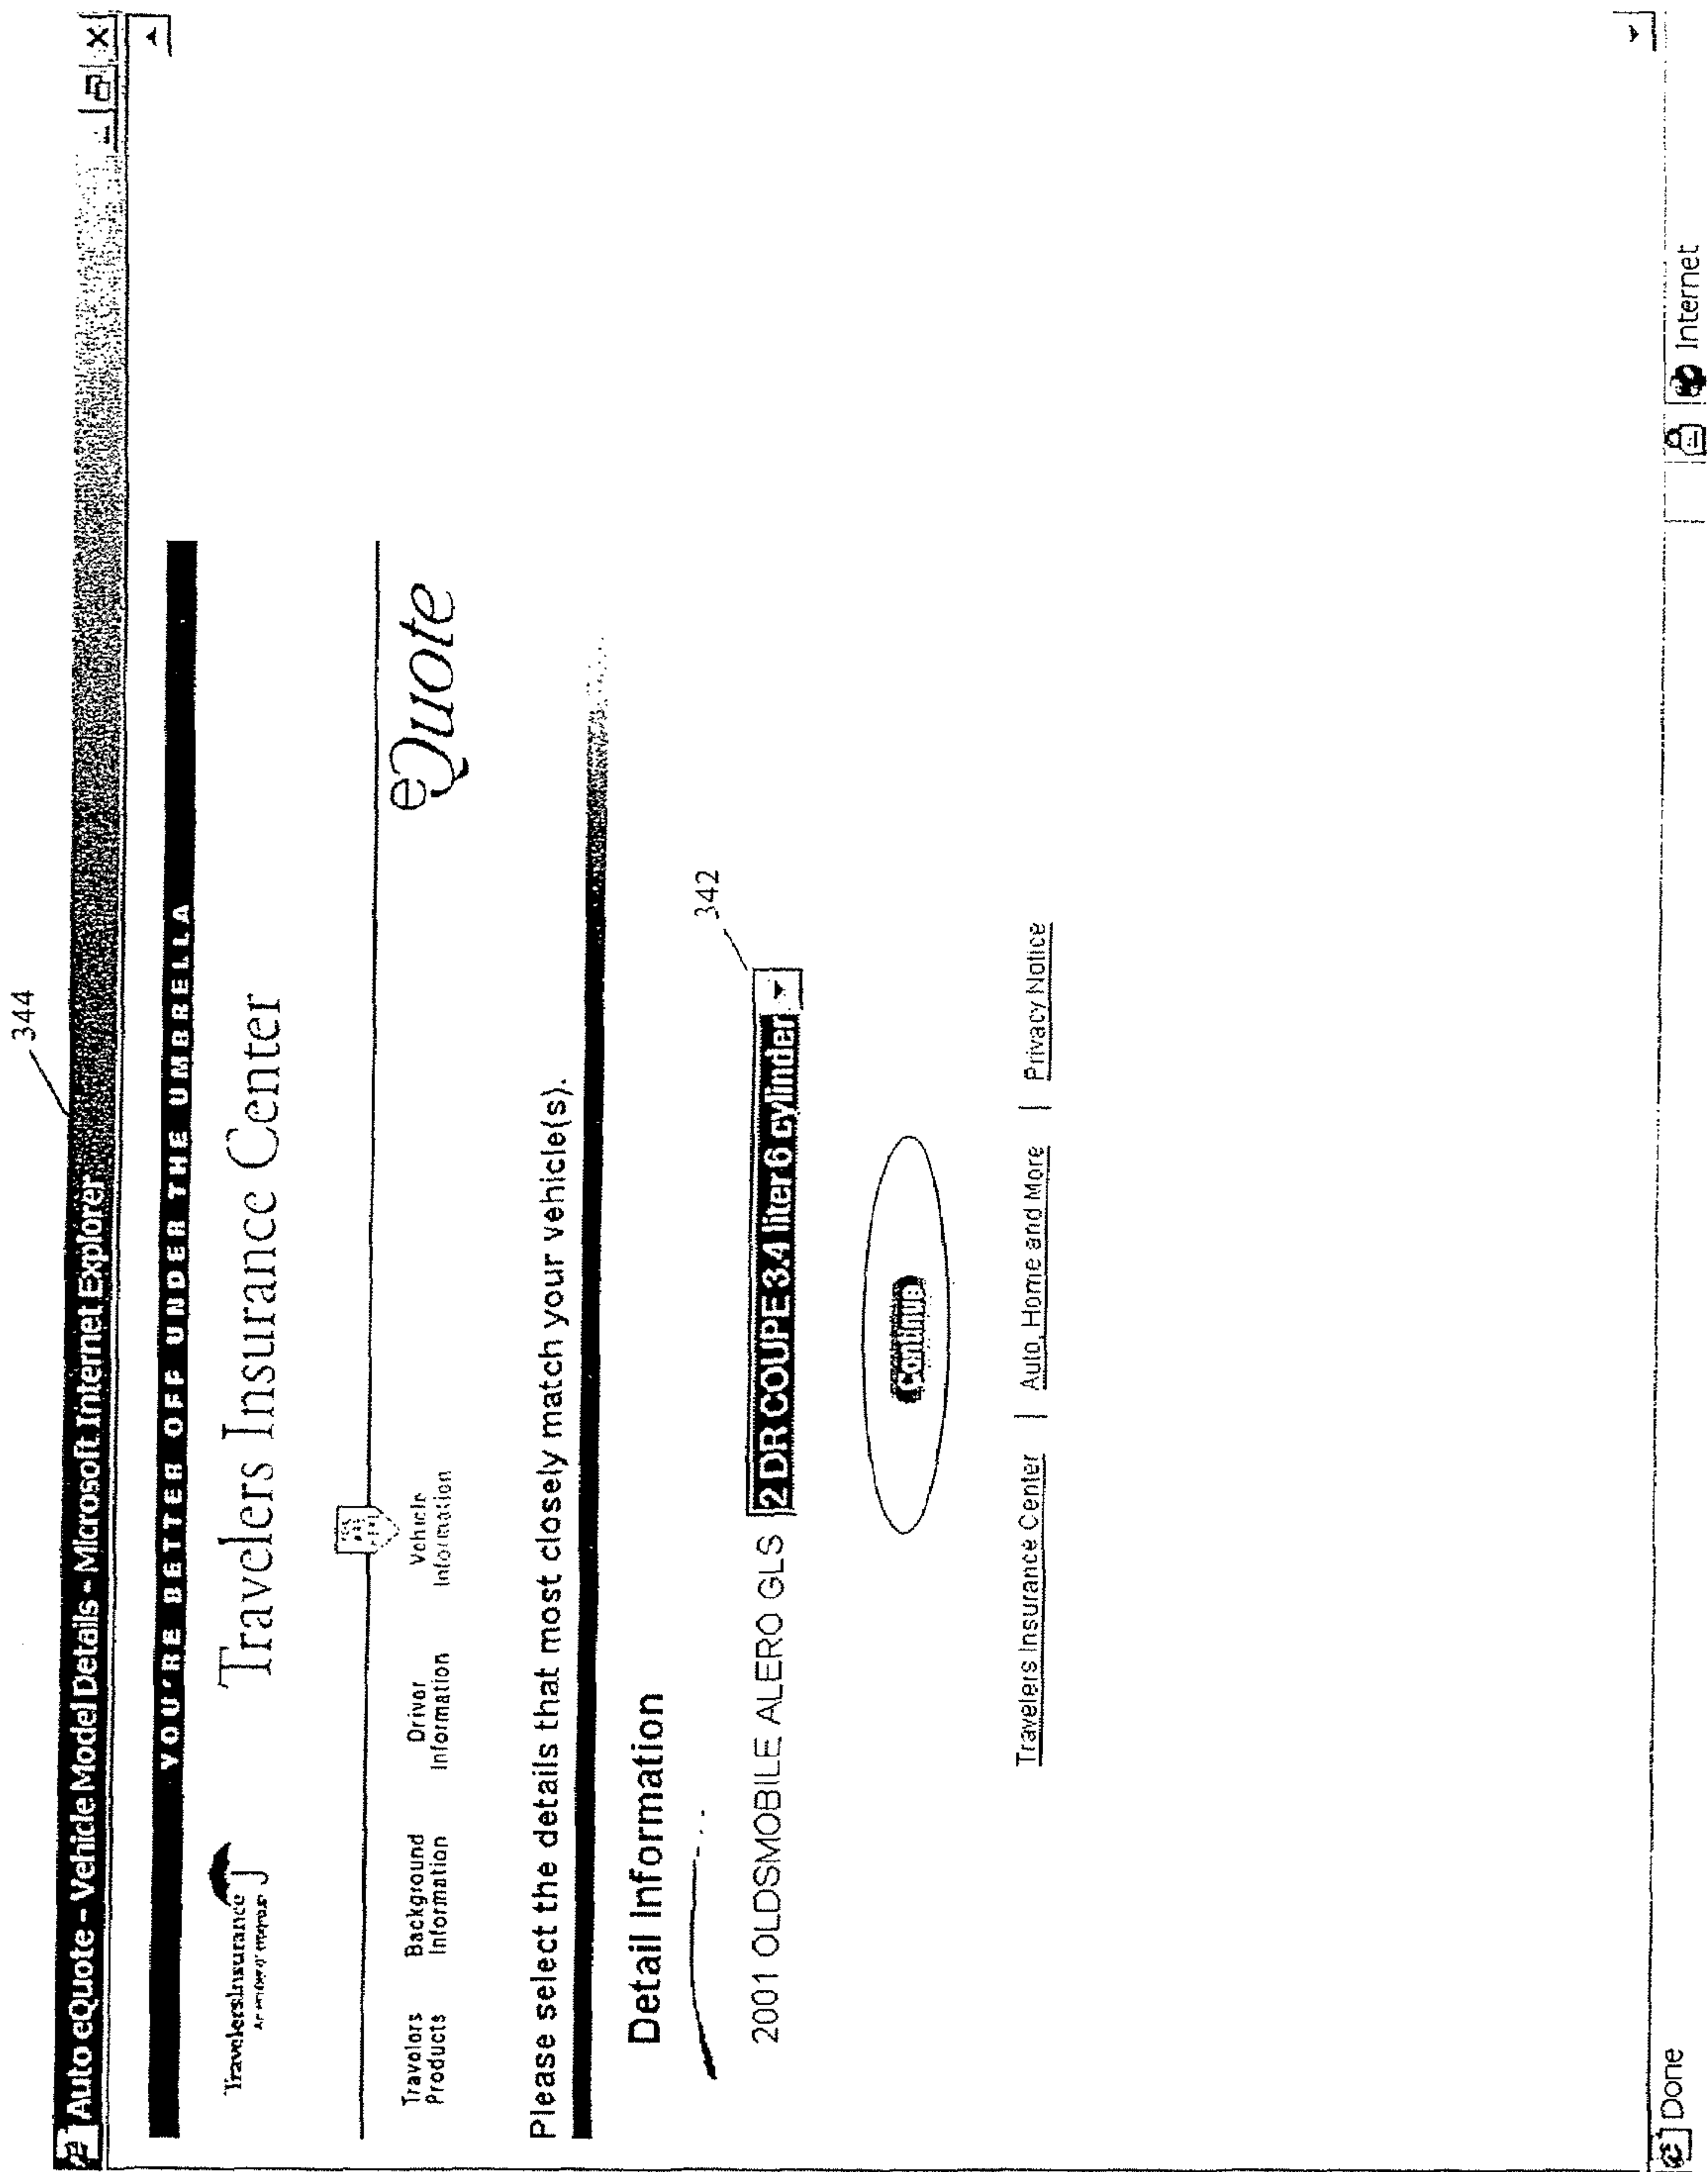 344
Auto eQuote - Vehicle Model Details - Microsoft Internet Explorer
YOU'RE BETTER OFF UNDER THE UMBRELLA
TravelersInsurance
Travelers Insurance Center
Travelers Products
Background Information
Driver Information
Vehicle Information
eQuote
Please select the details that most closely match your vehicle(s).
Detail Information
342
2001 OLDSMOBILE ALERO GLS 2 DR COUPE 3.4 liter 6 cylinder
Continue
Travelers Insurance Center | Auto, Home and More | Privacy Notice
Done
Internet